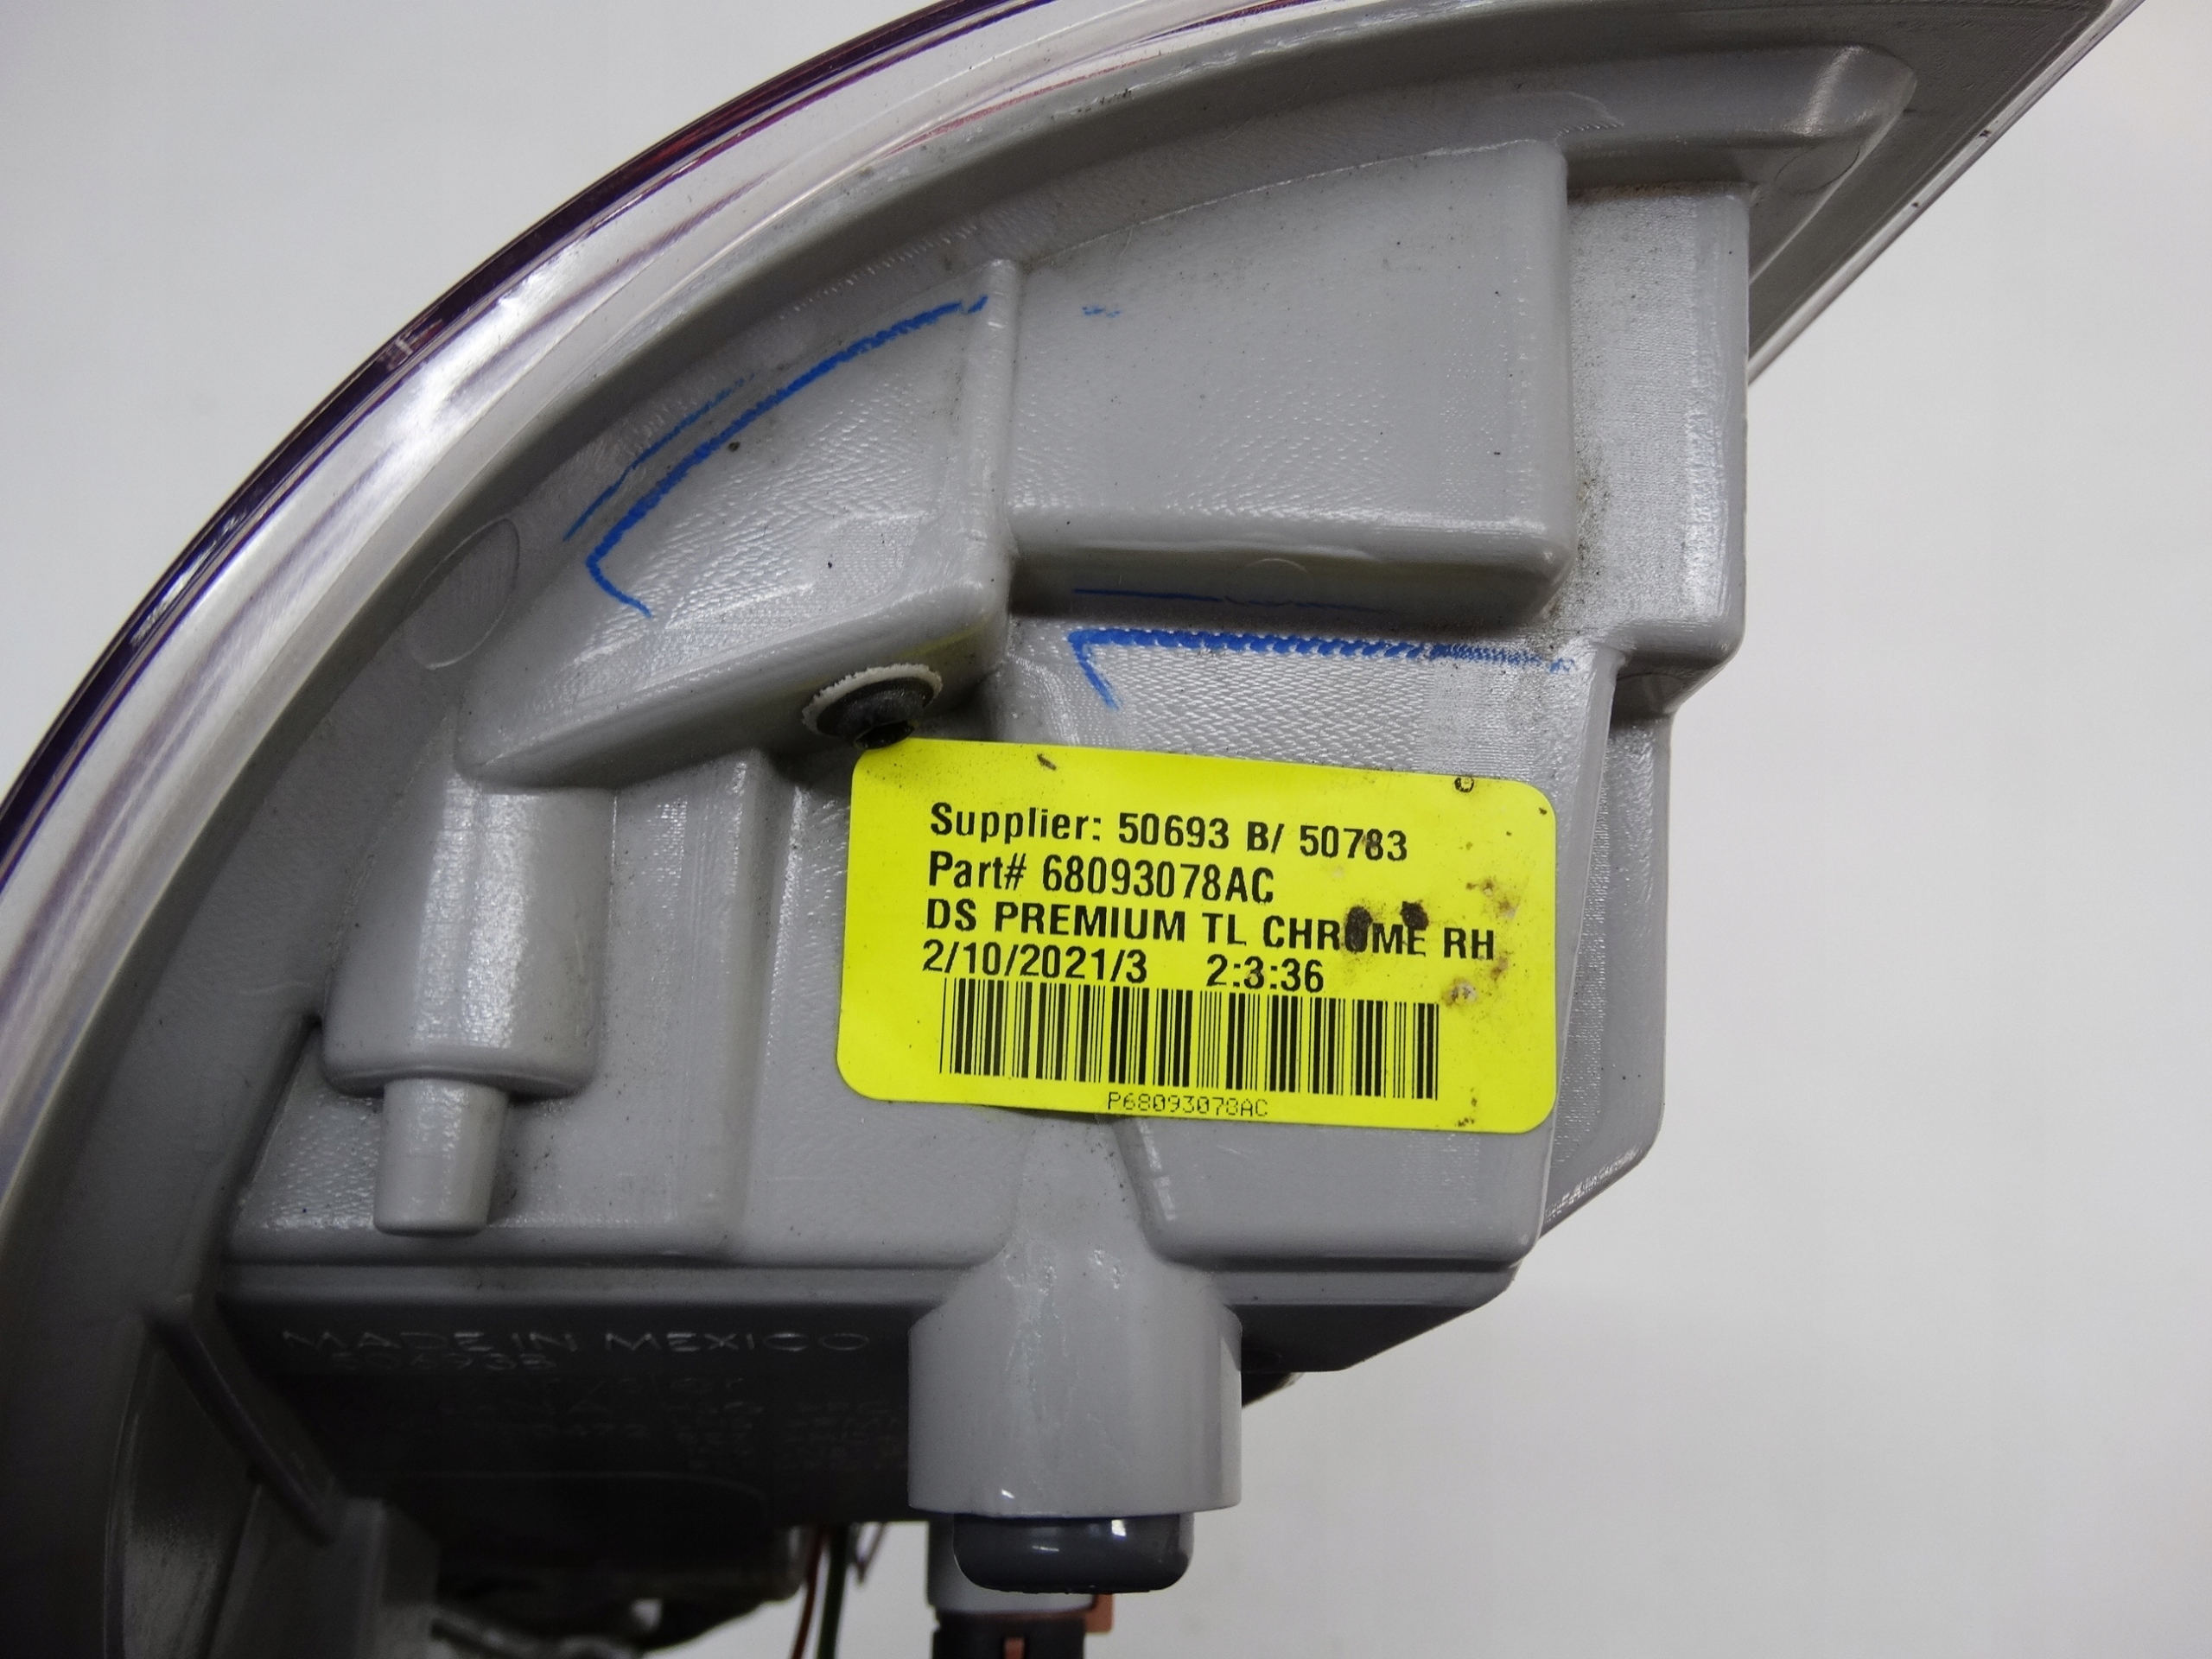 Supplier: 50693 B/ 50783
Part# 68093078AC
DS PREMIUM TL CHROME RH
2/10/2021/3 2:3:36
P68093078AC
MADE IN MEXICO
50693B